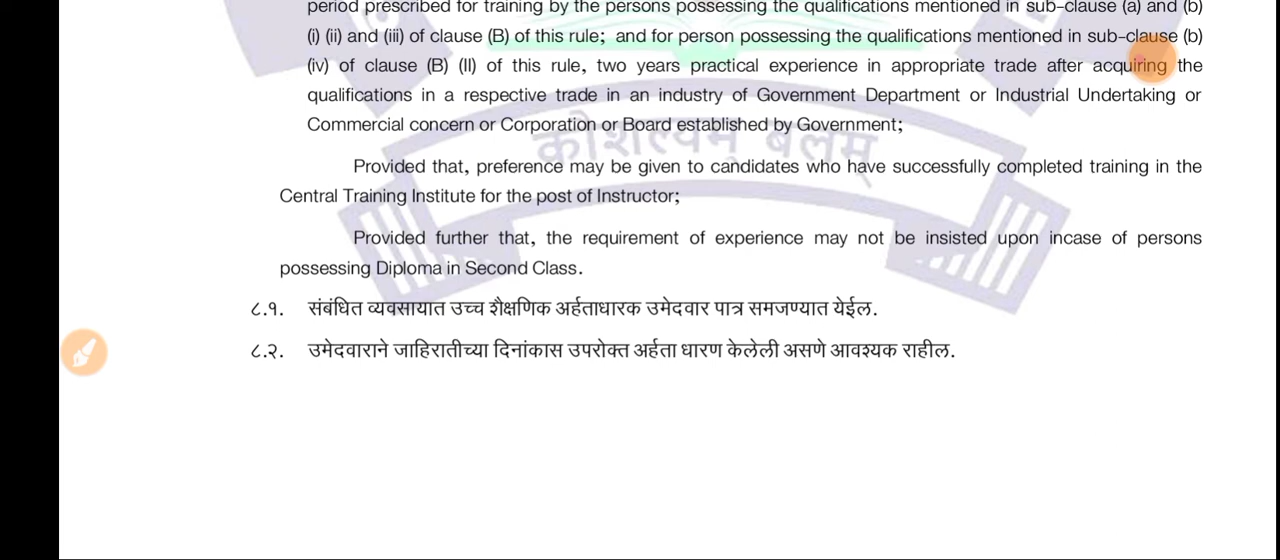 period prescribed for training by the persons possessing the qualifications mentioned in sub-clause (a) and (b)
(i) (ii) and (iii) of clause (B) of this rule; and for person possessing the qualifications mentioned in sub-clause (b)
(iv) of clause (B) (II) of this rule, two years practical experience in appropriate trade after acquiring the
qualifications in a respective trade in an industry of Government Department or Industrial Undertaking or
Commercial concern or Corporation or Board established by Government;
कौशल्यम् बलम्
Provided that, preference may be given to candidates who have successfully completed training in the
Central Training Institute for the post of Instructor;
Provided further that, the requirement of experience may not be insisted upon incase of persons
possessing Diploma in Second Class.
८.१. संबंधित व्यवसायात उच्च शैक्षणिक अर्हताधारक उमेदवार पात्र समजण्यात येईल.
८.२. उमेदवाराने जाहिरातीच्या दिनांकास उपरोक्त अर्हता धारण केलेली असणे आवश्यक राहील.